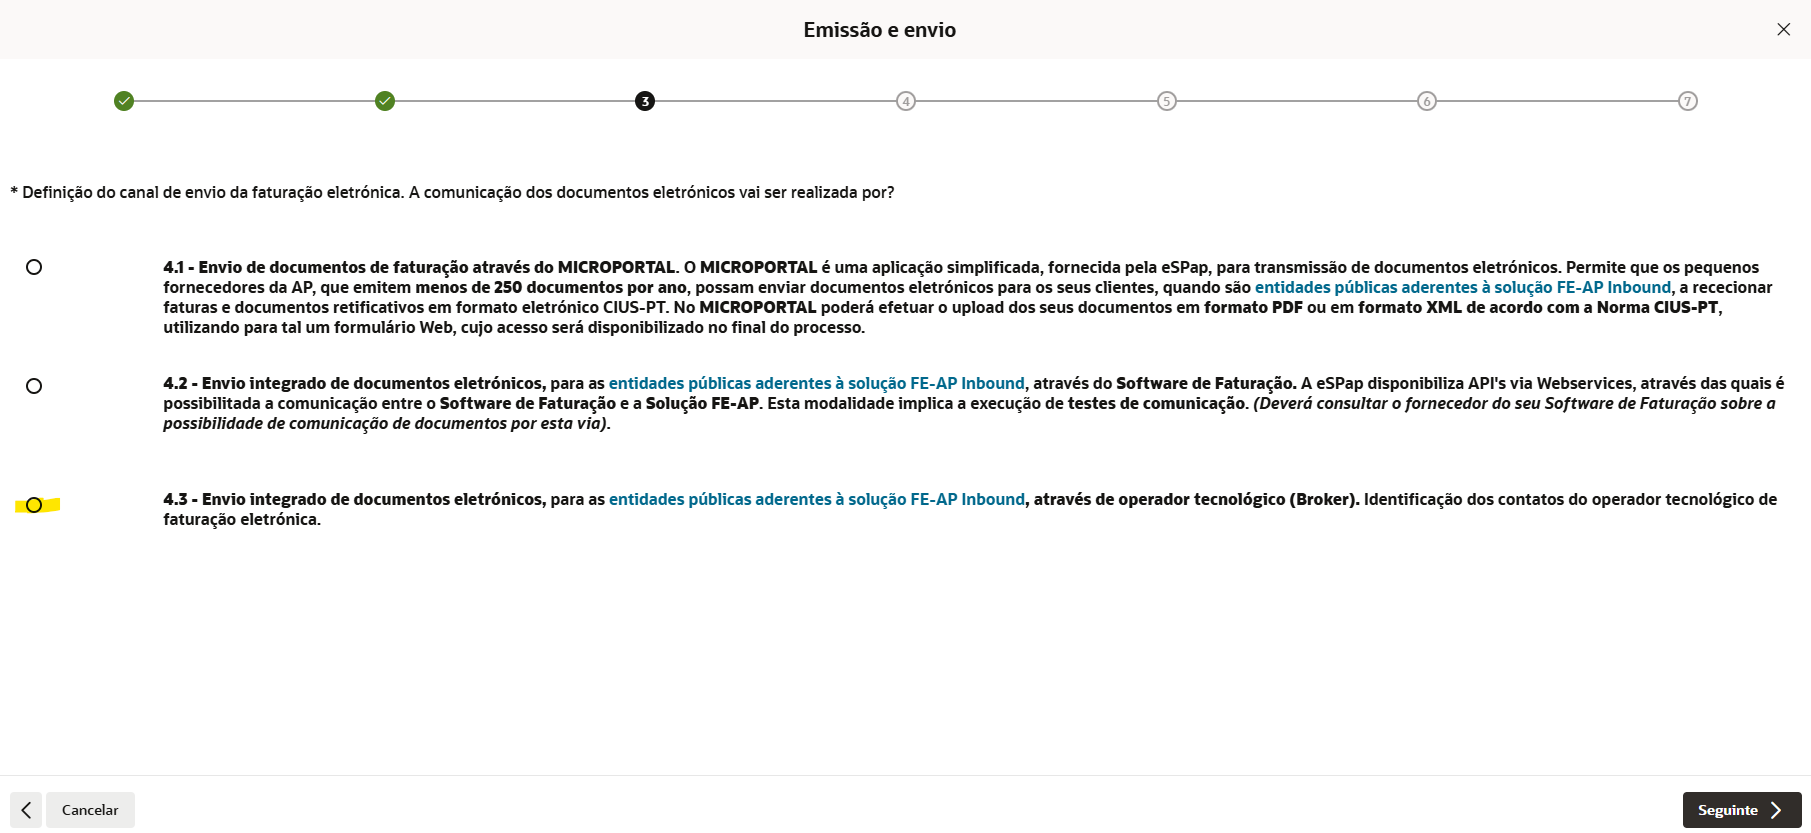 Emissão e envio
3
4
5
6
7
* Definição do canal de envio da faturação eletrónica. A comunicação dos documentos eletrónicos vai ser realizada por?
4.1 - Envio de documentos de faturação através do MICROPORTAL. O MICROPORTAL é uma aplicação simplificada, fornecida pela eSPap, para transmissão de documentos eletrónicos. Permite que os pequenos
fornecedores da AP, que emitem menos de 250 documentos por ano, possam enviar documentos eletrónicos para os seus clientes, quando são entidades públicas aderentes à solução FE-AP Inbound, a rececionar
faturas e documentos retificativos em formato eletrónico CIUS-PT. No MICROPORTAL poderá efetuar o upload dos seus documentos em formato PDF ou em formato XML de acordo com a Norma CIUS-PT,
utilizando para tal um formulário Web, cujo acesso será disponibilizado no final do processo.
4.2 - Envio integrado de documentos eletrónicos, para as entidades públicas aderentes à solução FE-AP Inbound, através do Software de Faturação. A eSPap disponibiliza API's via Webservices, através das quais é
possibilitada a comunicação entre o Software de Faturação e a Solução FE-AP. Esta modalidade implica a execução de testes de comunicação. (Deverá consultar o fornecedor do seu Software de Faturação sobre a
possibilidade de comunicação de documentos por esta via).
4.3 - Envio integrado de documentos eletrónicos, para as entidades públicas aderentes à solução FE-AP Inbound, através de operador tecnológico (Broker). Identificação dos contatos do operador tecnológico de
faturação eletrónica.
Cancelar
Seguinte